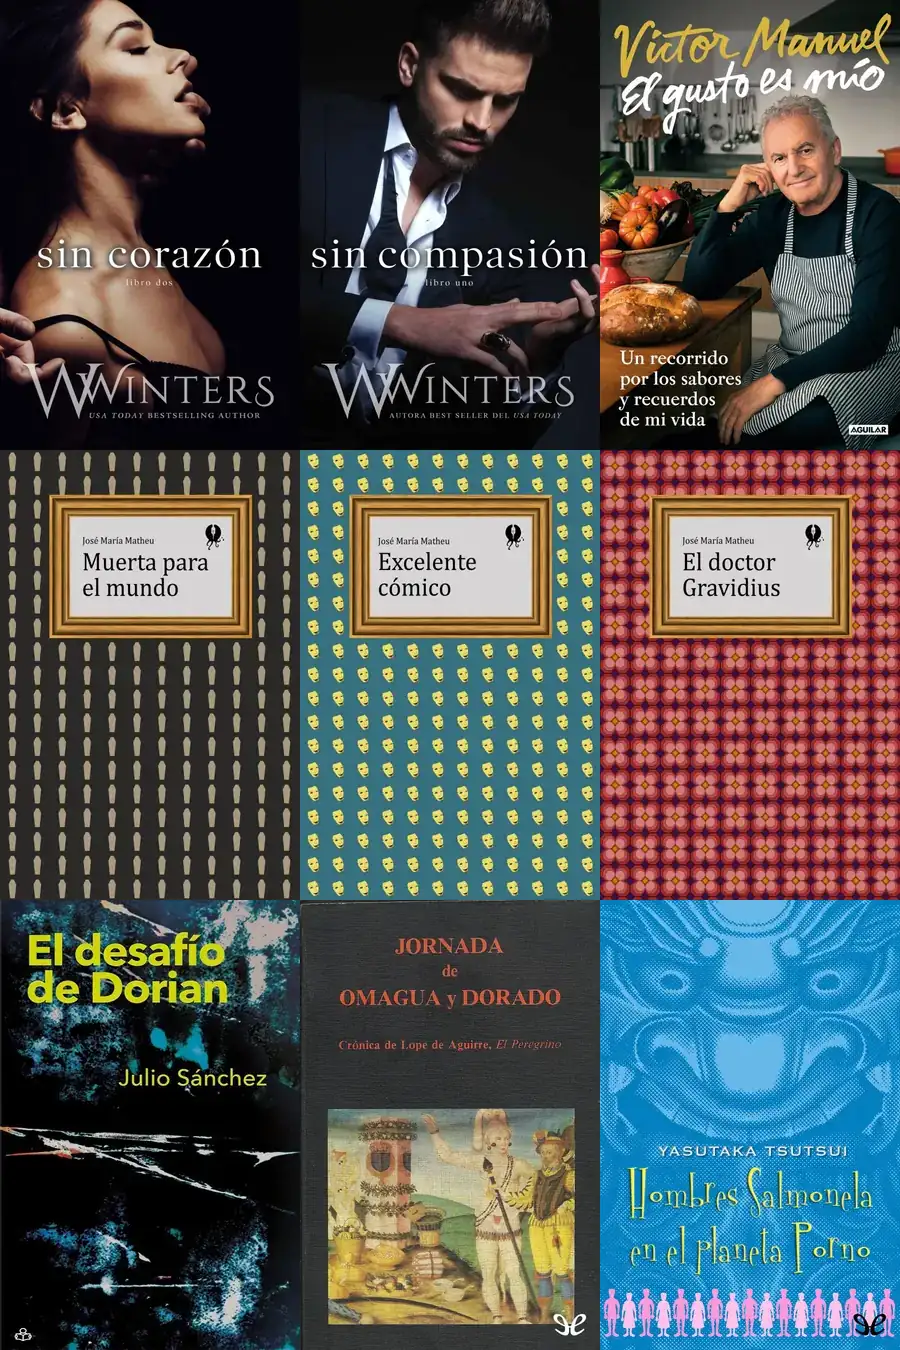 sin corazón
libro dos
W WINTERS
USA TODAY BESTSELLING AUTHOR
sin compasión
libro uno
W WINTERS
AUTORA BEST SELLER DEL USA TODAY
Víctor Manuel
El gusto es mío
Un recorrido
por los sabores
y recuerdos
de mi vida
AGUILAR
José María Matheu
Muerta para
el mundo
José María Matheu
Excelente
cómico
José María Matheu
El doctor
Gravidius
El desafío
de Dorian
Julio Sánchez
JORNADA
de
OMAGUA y DORADO
Crónica de Lope de Aguirre, El Peregrino
YASUTAKA TSUTSUI
Hombres Salmonela
en el planeta Porno